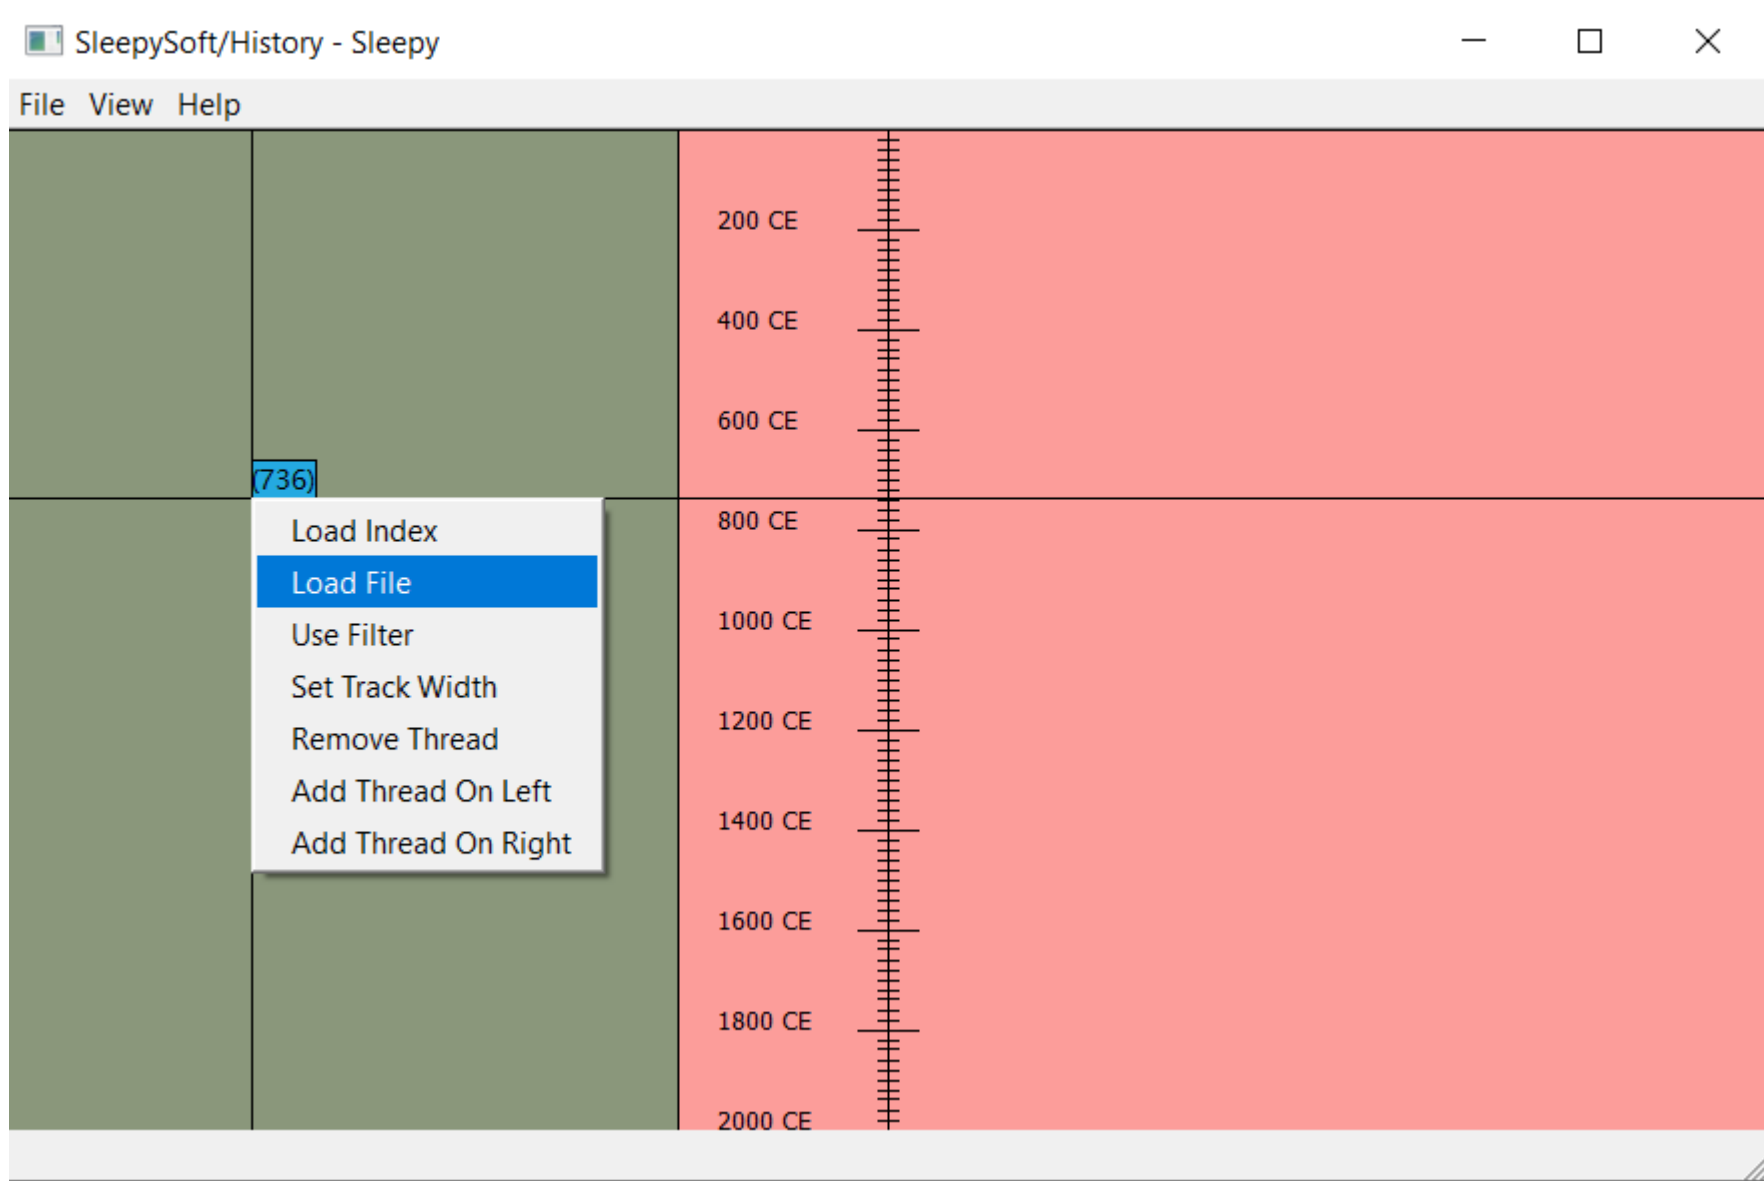 SleepySoft/History - Sleepy
File View Help
200 CE
400 CE
600 CE
(736)
800 CE
Load Index
Load File
Use Filter
Set Track Width
Remove Thread
Add Thread On Left
Add Thread On Right
1000 CE
1200 CE
1400 CE
1600 CE
1800 CE
2000 CE